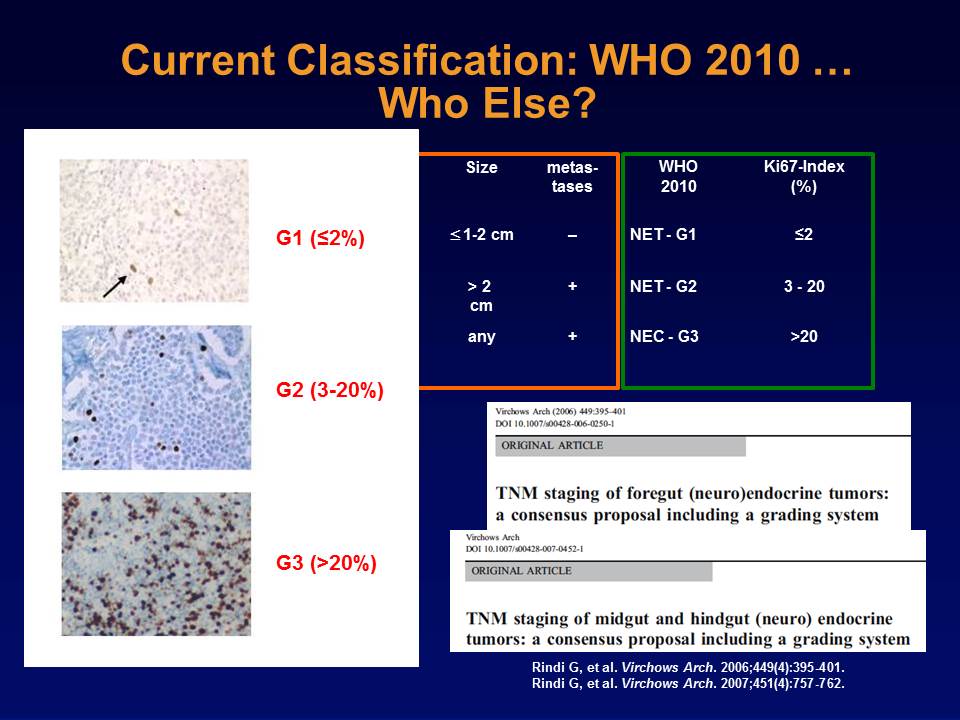 Current Classification: WHO 2010 …
Who Else?
G1 (≤2%)
G2 (3-20%)
G3 (>20%)
Size metas- WHO Ki67-Index
tases 2010 (%)
≤ 1-2 cm – NET - G1 ≤2
> 2 + NET - G2 3 - 20
cm
any + NEC - G3 >20
Virchows Arch (2006) 449:395-401
DOI 10.1007/s00428-006-0250-1
ORIGINAL ARTICLE
TNM staging of foregut (neuro)endocrine tumors:
a consensus proposal including a grading system
Virchows Arch
DOI 10.1007/s00428-007-0452-1
ORIGINAL ARTICLE
TNM staging of midgut and hindgut (neuro) endocrine
tumors: a consensus proposal including a grading system
Rindi G, et al. Virchows Arch. 2006;449(4):395-401.
Rindi G, et al. Virchows Arch. 2007;451(4):757-762.